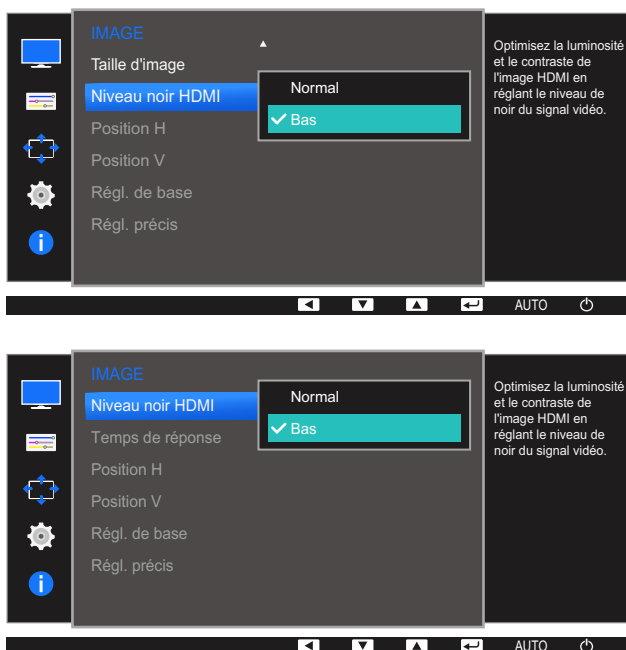 IMAGE
Taille d'image
Niveau noir HDMI
Position H
Position V
Régl. de base
Régl. précis
Normal
Bas
Optimisez la luminosité
et le contraste de
l'image HDMI en
réglant le niveau de
noir du signal vidéo.
AUTO
IMAGE
Niveau noir HDMI
Temps de réponse
Position H
Position V
Régl. de base
Régl. précis
Normal
Bas
Optimisez la luminosité
et le contraste de
l'image HDMI en
réglant le niveau de
noir du signal vidéo.
AUTO